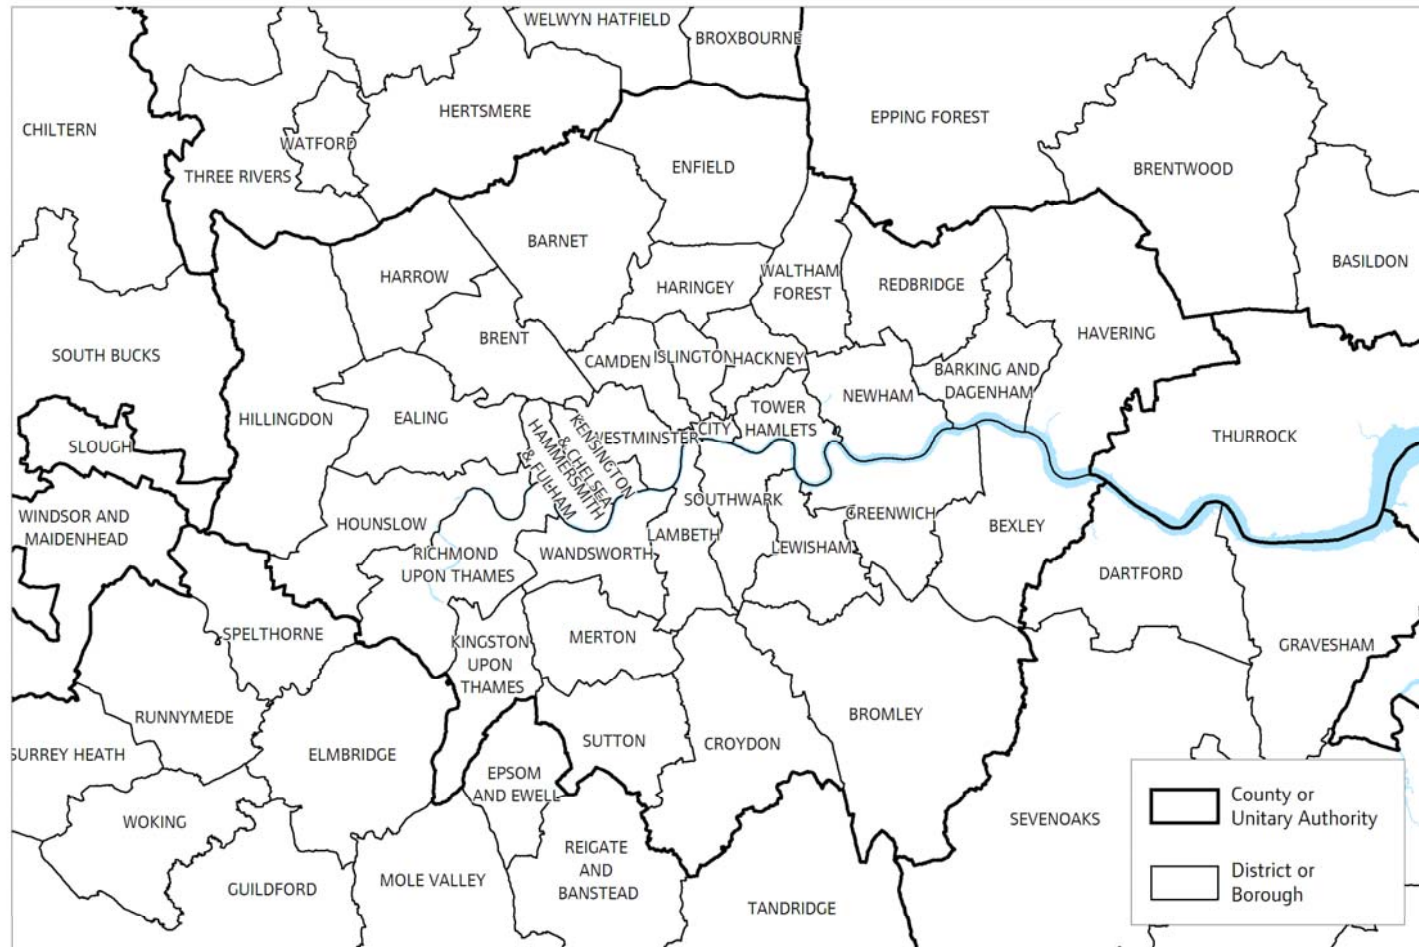 WELWYN HATFIELD
BROXBOURNE
HERTSMERE
EPPING FOREST
CHILTERN
WATFORD
THREE RIVERS
ENFIELD
BRENTWOOD
BARNET
BASILDON
HARROW
HARINGEY
WALTHAM
FOREST
REDBRIDGE
HAVERING
BRENT
SOUTH BUCKS
CAMDEN
ISLINGTON
HACKNEY
BARKING AND
DAGENHAM
NEWHAM
HILLINGDON
EALING
TOWER
HAMLETS
CITY
WESTMINSTER
KENSINGTON
& CHELSEA
HAMMERSMITH
& FULHAM
THURROCK
SLOUGH
WINDSOR AND
MAIDENHEAD
HOUNSLOW
SOUTHWARK
GREENWICH
BEXLEY
LAMBETH
LEWISHAM
RICHMOND
UPON THAMES
WANDSWORTH
DARTFORD
SPELTHORNE
KINGSTON
UPON
THAMES
MERTON
GRAVESHAM
RUNNYMEDE
BROMLEY
SURREY HEATH
ELMBRIDGE
SUTTON
CROYDON
EPSOM
AND EWELL
WOKING
SEVENOAKS
REIGATE
AND
BANSTEAD
GUILDFORD
MOLE VALLEY
TANDRIDGE
County or
Unitary Authority
District or
Borough